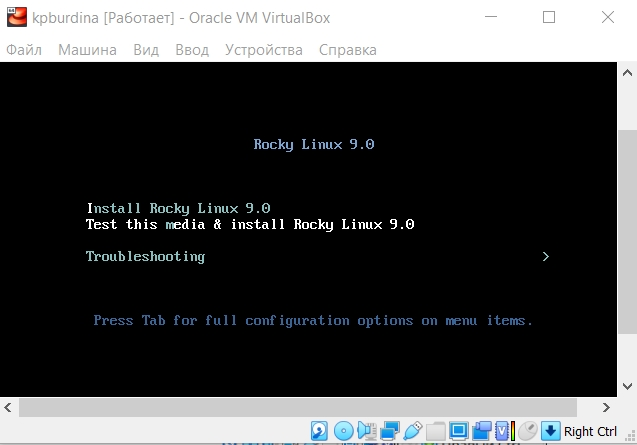 kpburdina [Работает] - Oracle VM VirtualBox
Файл Машина Вид Ввод Устройства Справка
Rocky Linux 9.0
Install Rocky Linux 9.0
Test this media & install Rocky Linux 9.0
Troubleshooting >
Press Tab for full configuration options on menu items.
Right Ctrl